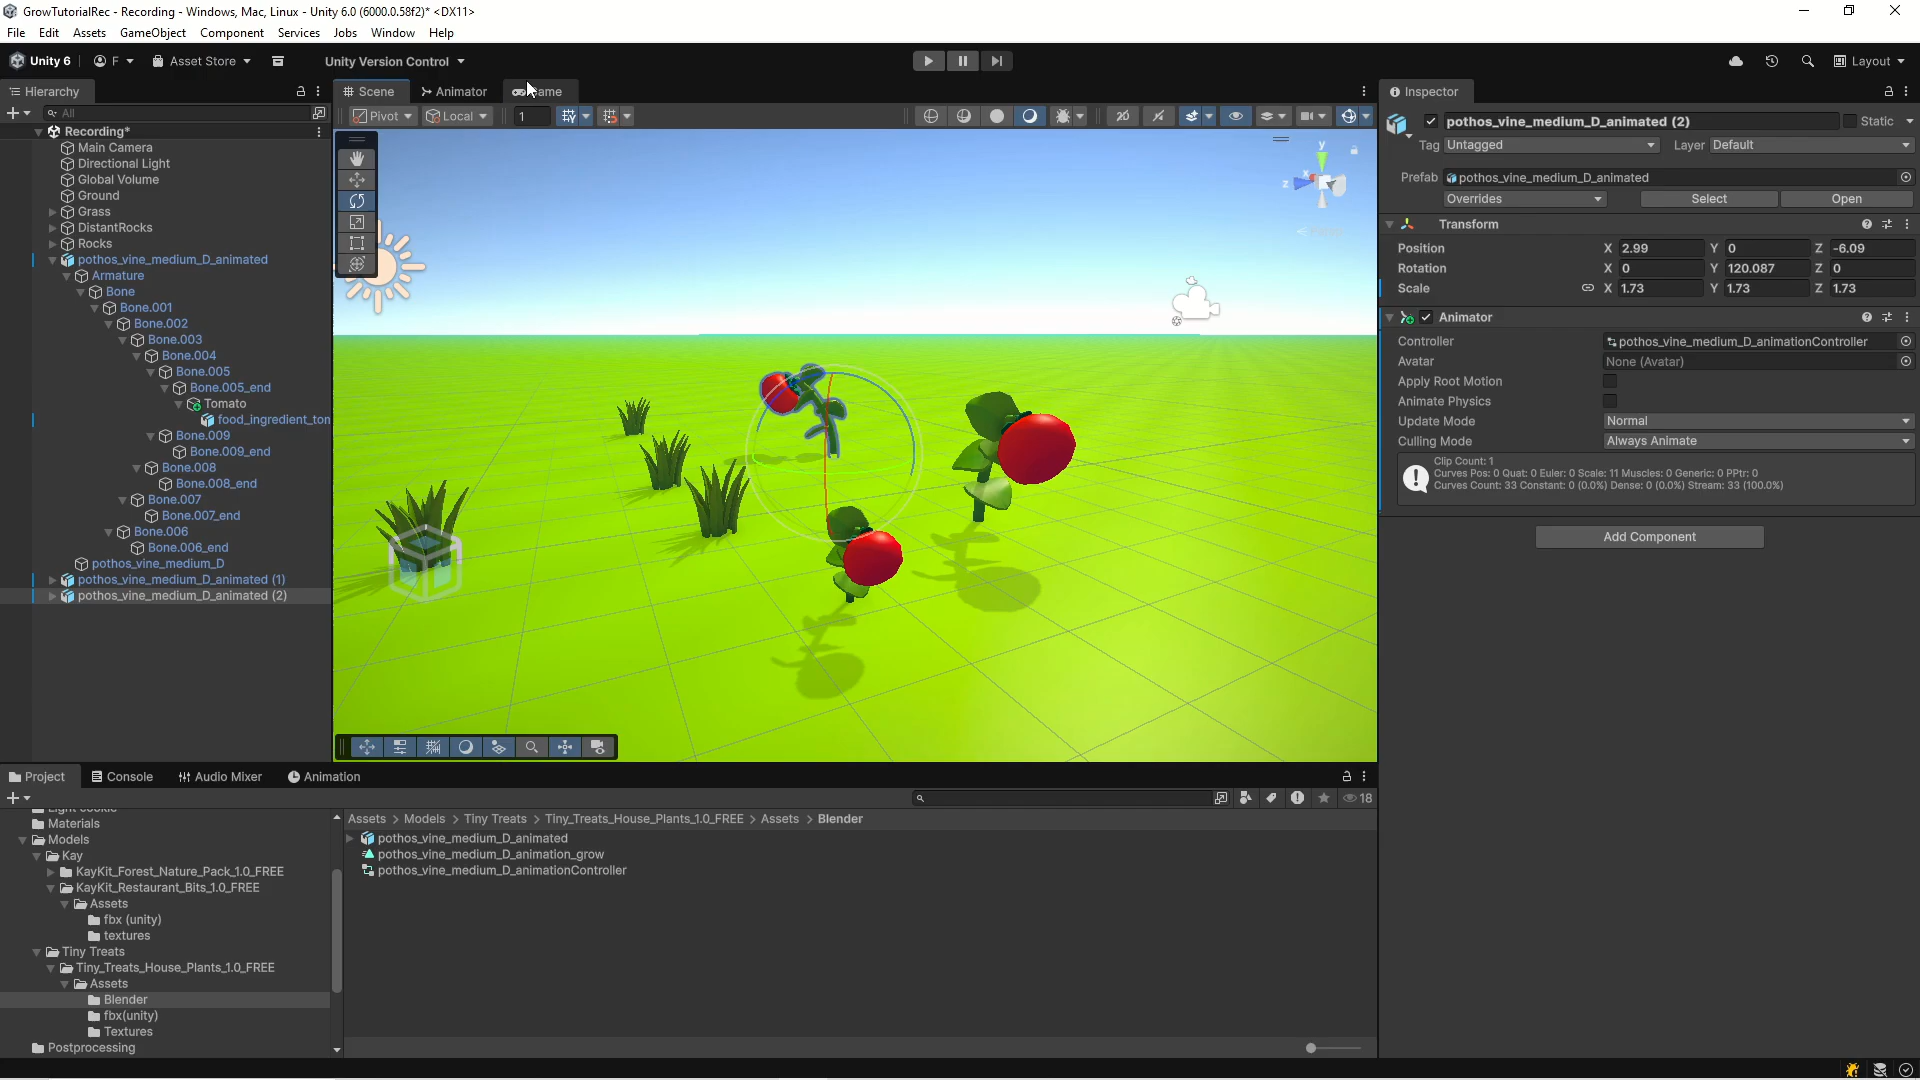 GrowTutorialRec - Recording - Windows, Mac, Linux - Unity 6.0 (6000.0.58f2)* <DX11>
File Edit Assets GameObject Component Services Jobs Window Help
Unity 6 F Asset Store Unity Version Control Layout
Hierarchy
All
Recording*
Main Camera
Directional Light
Global Volume
Ground
Grass
DistantRocks
Rocks
pothos_vine_medium_D_animated
Armature
Bone
Bone.001
Bone.002
Bone.003
Bone.004
Bone.005
Bone.005_end
Tomato
food_ingredient_ton
Bone.009
Bone.009_end
Bone.008
Bone.008_end
Bone.007
Bone.007_end
Bone.006
Bone.006_end
pothos_vine_medium_D
pothos_vine_medium_D_animated (1)
pothos_vine_medium_D_animated (2)
Scene Animator
Pivot Local 1 2D
y
x
z
Inspector
pothos_vine_medium_D_animated (2) Static
Tag Untagged Layer Default
Prefab pothos_vine_medium_D_animated
Overrides Select Open
Transform
Position X 2.99 Y 0 Z -6.09
Rotation X 0 Y 120.087 Z 0
Scale X 1.73 Y 1.73 Z 1.73
Animator
Controller pothos_vine_medium_D_animationController
Avatar None (Avatar)
Apply Root Motion
Animate Physics
Update Mode Normal
Culling Mode Always Animate
Clip Count: 1
Curves Pos: 0 Quat: 0 Euler: 0 Scale: 11 Muscles: 0 Generic: 0 PPtr: 0
Curves Count: 33 Constant: 0 (0.0%) Dense: 0 (0.0%) Stream: 33 (100.0%)
Add Component
Project Console Audio Mixer Animation
18
Materials
Models
Kay
KayKit_Forest_Nature_Pack_1.0_FREE
KayKit_Restaurant_Bits_1.0_FREE
Assets
fbx (unity)
textures
Tiny Treats
Tiny_Treats_House_Plants_1.0_FREE
Assets
Blender
fbx(unity)
Textures
Postprocessing
Assets > Models > Tiny Treats > Tiny_Treats_House_Plants_1.0_FREE > Assets > Blender
pothos_vine_medium_D_animated
pothos_vine_medium_D_animation_grow
pothos_vine_medium_D_animationController